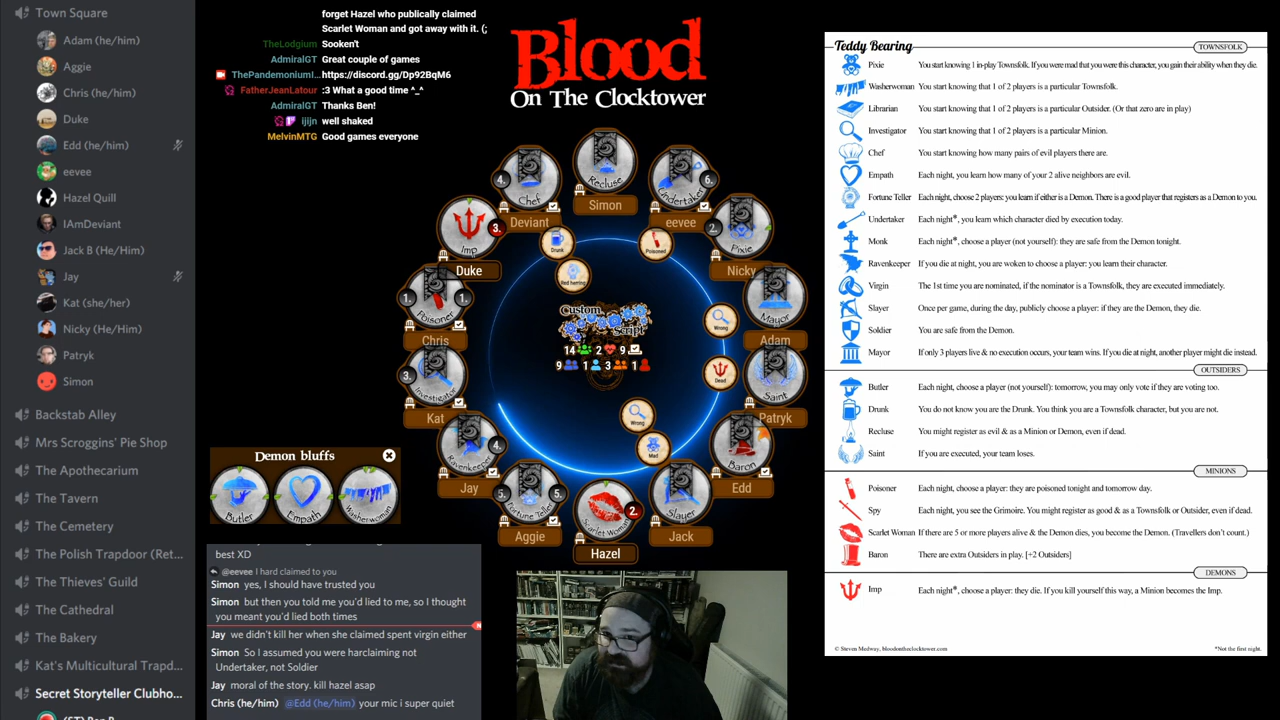 Town Square
Adam (he/him)
Aggie
Chris (he/him)
Duke
Edd (he/him)
eevee
Hazel Quill
IAmDeviant
Jack B (He/Him)
Jay
Kat (she/her)
Nicky (He/Him)
Patryk
Simon
Backstab Alley
Mrs Scroggins' Pie Shop
The Apothecarium
The Tavern
The Cemetery
The Polish Trapdoor (Ret...
The Thieves' Guild
The Cathedral
The Bakery
Kat's Multicultural Trapd...
Secret Storyteller Clubho...
forget Hazel who publically claimed
Scarlet Woman and got away with it. (;
TheLodgium Sooken't
AdmiralGT Great couple of games
ThePandemoniumI... https://discord.gg/Dp92BqM6
FatherJeanLatour :3 What a good time ^_^
AdmiralGT Thanks Ben!
ijijn well shaked
MelvinMTG Good games everyone
Blood
On The Clocktower
Recluse
Simon
4.
Chef
Deviant
Undertaker
6.
eevee
Imp
3.
Duke
2.
Pixie
Nicky
Drunk
Poisoned
Red herring
1.
Poisoner
1.
Chris
Mayor
Adam
Custom
Script
14 2 9
9 1 3 1
Wrong
3.
Investigator
Kat
Dead
Saint
Patryk
Ravenkeeper
4.
Jay
Wrong
Mad
Baron
Edd
5.
Fortune Teller
5.
Aggie
Scarlet Woman
2.
Hazel
Slayer
Jack
Demon bluffs
Butler
Empath
Washerwoman
best XD
@eevee I hard claimed to you
Simon yes, I should have trusted you
Simon but then you told me you'd lied to me, so I thought
you meant you'd lied both times
Jay we didn't kill her when she claimed spent virgin either
Simon So I assumed you were harclaiming not
Undertaker, not Soldier
Jay moral of the story. kill hazel asap
Chris (he/him) @Edd (he/him) your mic i super quiet
Teddy Bearing
TOWNSFOLK
Pixie You start knowing 1 in-play Townsfolk. If you were mad that you were this character, you gain their ability when they die.
Washerwoman You start knowing that 1 of 2 players is a particular Townsfolk.
Librarian You start knowing that 1 of 2 players is a particular Outsider. (Or that zero are in play)
Investigator You start knowing that 1 of 2 players is a particular Minion.
Chef You start knowing how many pairs of evil players there are.
Empath Each night, you learn how many of your 2 alive neighbors are evil.
Fortune Teller Each night, choose 2 players: you learn if either is a Demon. There is a good player that registers as a Demon to you.
Undertaker Each night*, you learn which character died by execution today.
Monk Each night*, choose a player (not yourself): they are safe from the Demon tonight.
Ravenkeeper If you die at night, you are woken to choose a player: you learn their character.
Virgin The 1st time you are nominated, if the nominator is a Townsfolk, they are executed immediately.
Slayer Once per game, during the day, publicly choose a player: if they are the Demon, they die.
Soldier You are safe from the Demon.
Mayor If only 3 players live & no execution occurs, your team wins. If you die at night, another player might die instead.
OUTSIDERS
Butler Each night, choose a player (not yourself): tomorrow, you may only vote if they are voting too.
Drunk You do not know you are the Drunk. You think you are a Townsfolk character, but you are not.
Recluse You might register as evil & as a Minion or Demon, even if dead.
Saint If you are executed, your team loses.
MINIONS
Poisoner Each night, choose a player: they are poisoned tonight and tomorrow day.
Spy Each night, you see the Grimoire. You might register as good & as a Townsfolk or Outsider, even if dead.
Scarlet Woman If there are 5 or more players alive & the Demon dies, you become the Demon. (Travellers don't count.)
Baron There are extra Outsiders in play. [+2 Outsiders]
DEMONS
Imp Each night*, choose a player: they die. If you kill yourself this way, a Minion becomes the Imp.
© Steven Medway, bloodontheclocktower.com
*Not the first night.